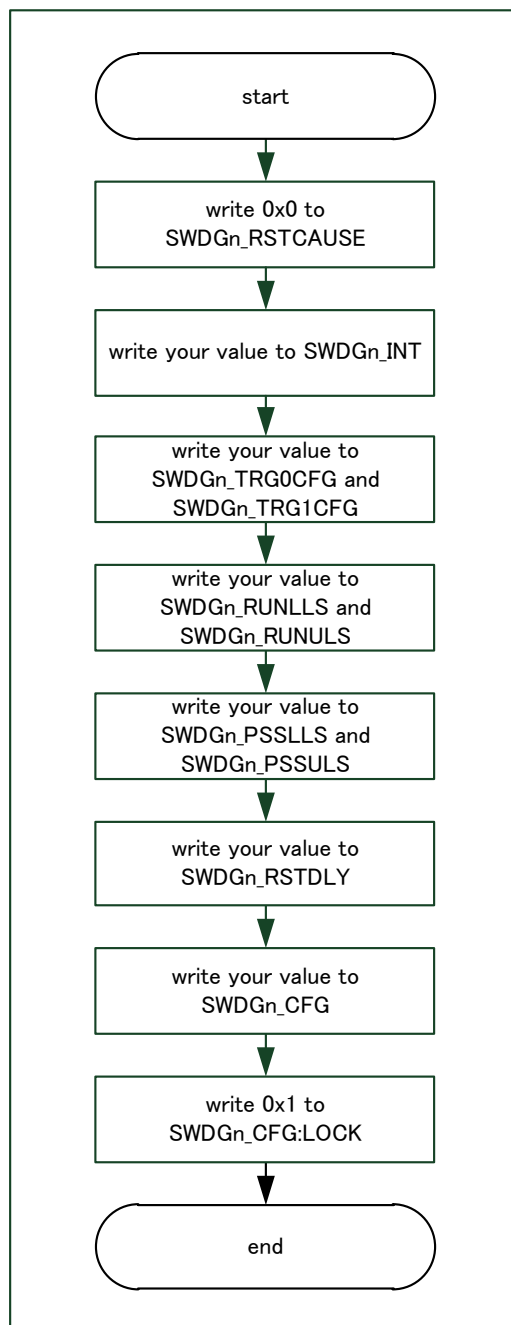 start
write 0x0 to
SWDGn_RSTCAUSE
write your value to SWDGn_INT
write your value to
SWDGn_TRG0CFG and
SWDGn_TRG1CFG
write your value to
SWDGn_RUNLLS and
SWDGn_RUNULS
write your value to
SWDGn_PSSLLS and
SWDGn_PSSULS
write your value to
SWDGn_RSTDLY
write your value to
SWDGn_CFG
write 0x1 to
SWDGn_CFG:LOCK
end